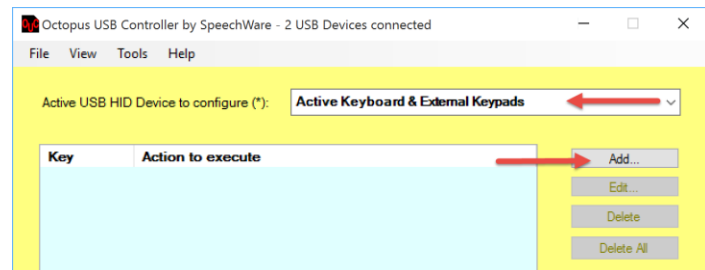 Octopus USB Controller by SpeechWare - 2 USB Devices connected
File View Tools Help
Active USB HID Device to configure (*): Active Keyboard & External Keypads
Key Action to execute
Add...
Edit...
Delete
Delete All